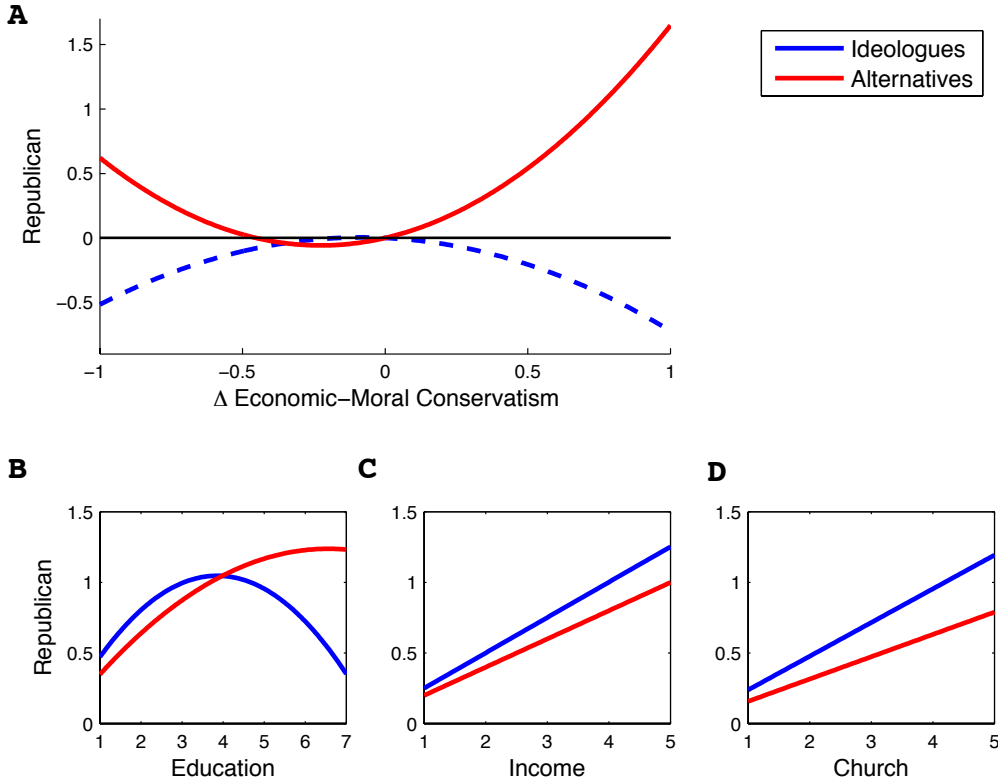 A
1.5
1
0.5
0
−0.5
Republican
−1
−0.5
0
0.5
1
Δ Economic−Moral Conservatism
Ideologues
Alternatives
B
1.5
1
0.5
0
Republican
1 2 3 4 5 6 7
Education
C
1.5
1
0.5
0
1 2 3 4 5
Income
D
1.5
1
0.5
0
1 2 3 4 5
Church